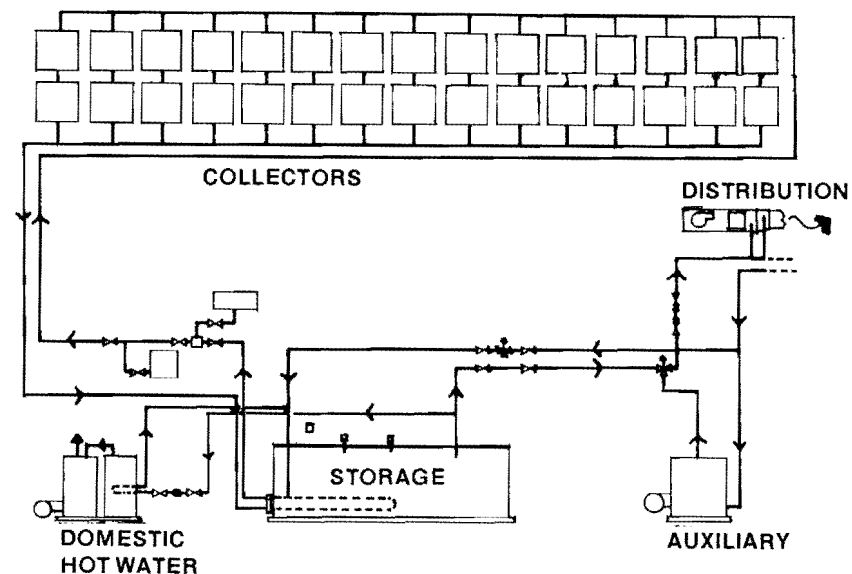 COLLECTORS
DISTRIBUTION
STORAGE
DOMESTIC
HOT WATER
AUXILIARY